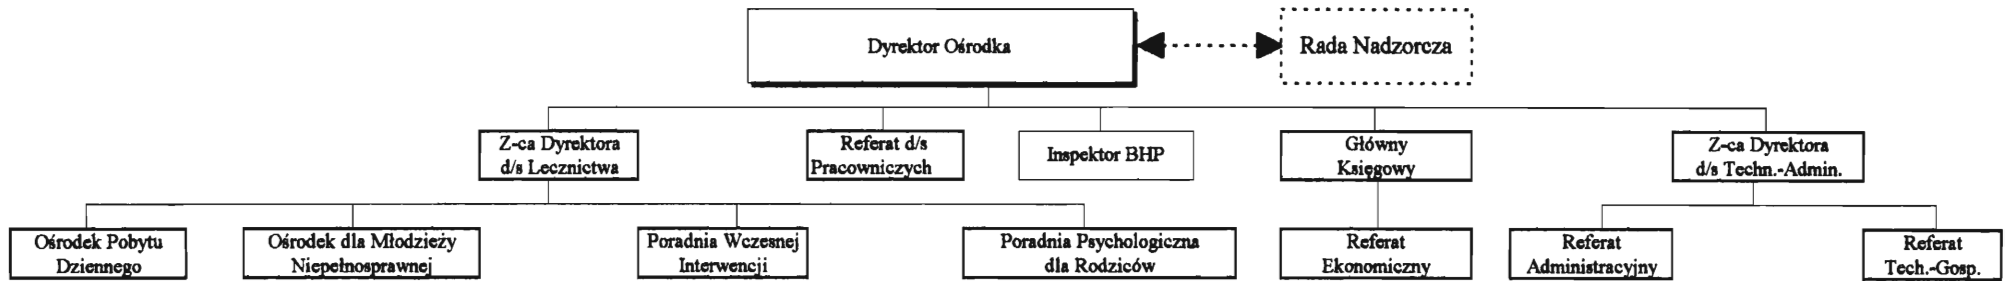 Dyrektor Ośrodka
Rada Nadzorcza
Z-ca Dyrektora
d/s Lecznictwa
Referat d/s
Pracowniczych
Inspektor BHP
Główny
Księgowy
Z-ca Dyrektora
d/s Techn.-Admin.
Ośrodek Pobytu
Dziennego
Ośrodek dla Młodzieży
Niepełnosprawnej
Poradnia Wczesnej
Interwencji
Poradnia Psychologiczna
dla Rodziców
Referat
Ekonomiczny
Referat
Administracyjny
Referat
Tech.-Gosp.